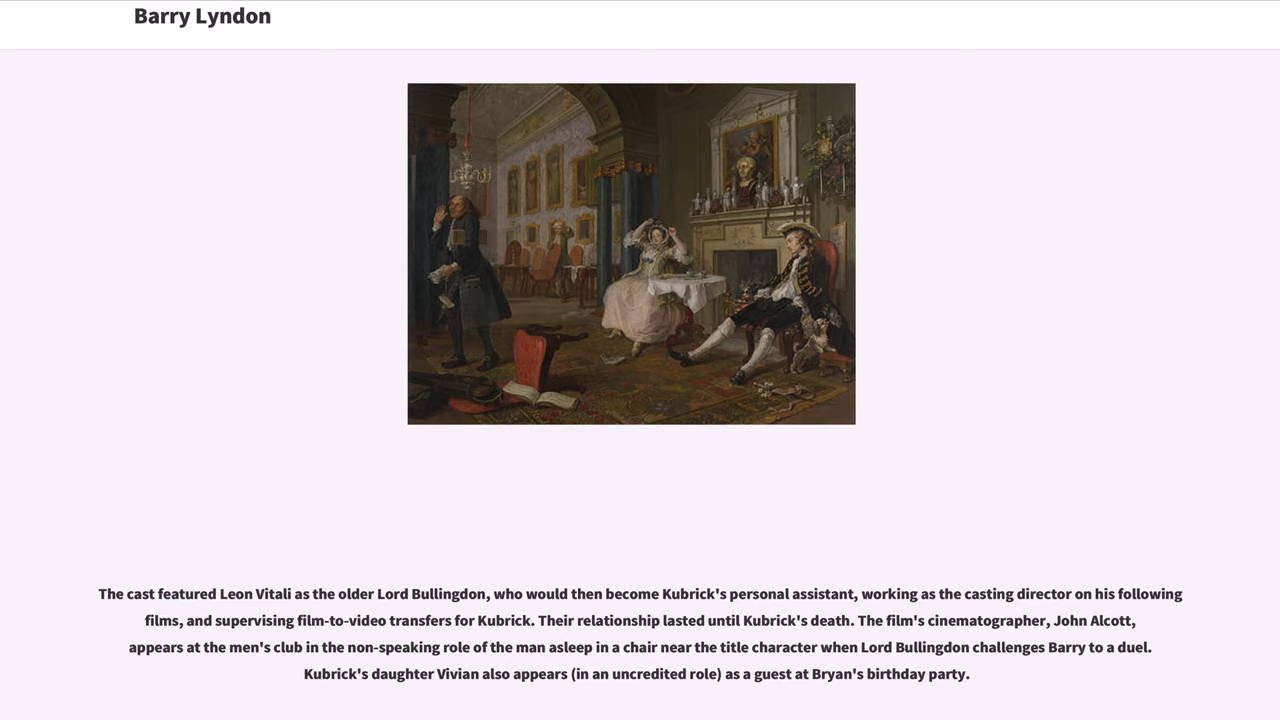 Barry Lyndon
The cast featured Leon Vitali as the older Lord Bullingdon, who would then become Kubrick's personal assistant, working as the casting director on his following
films, and supervising film-to-video transfers for Kubrick. Their relationship lasted until Kubrick's death. The film's cinematographer, John Alcott,
appears at the men's club in the non-speaking role of the man asleep in a chair near the title character when Lord Bullingdon challenges Barry to a duel.
Kubrick's daughter Vivian also appears (in an uncredited role) as a guest at Bryan's birthday party.